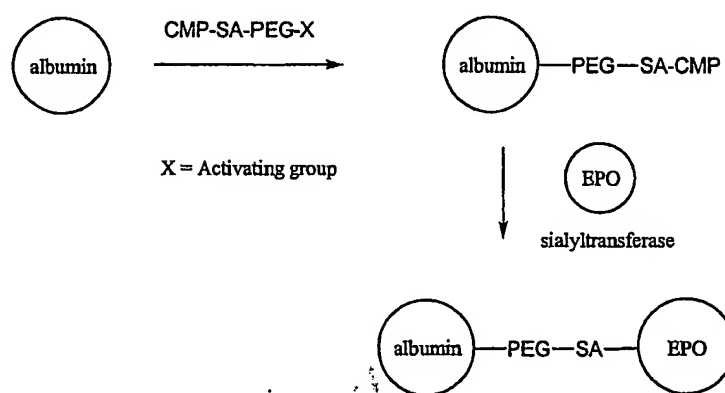 CMP-SA-PEG-X
albumin
albumin—PEG—SA-CMP
X = Activating group
EPO
sialyltransferase
albumin—PEG—SA—EPO